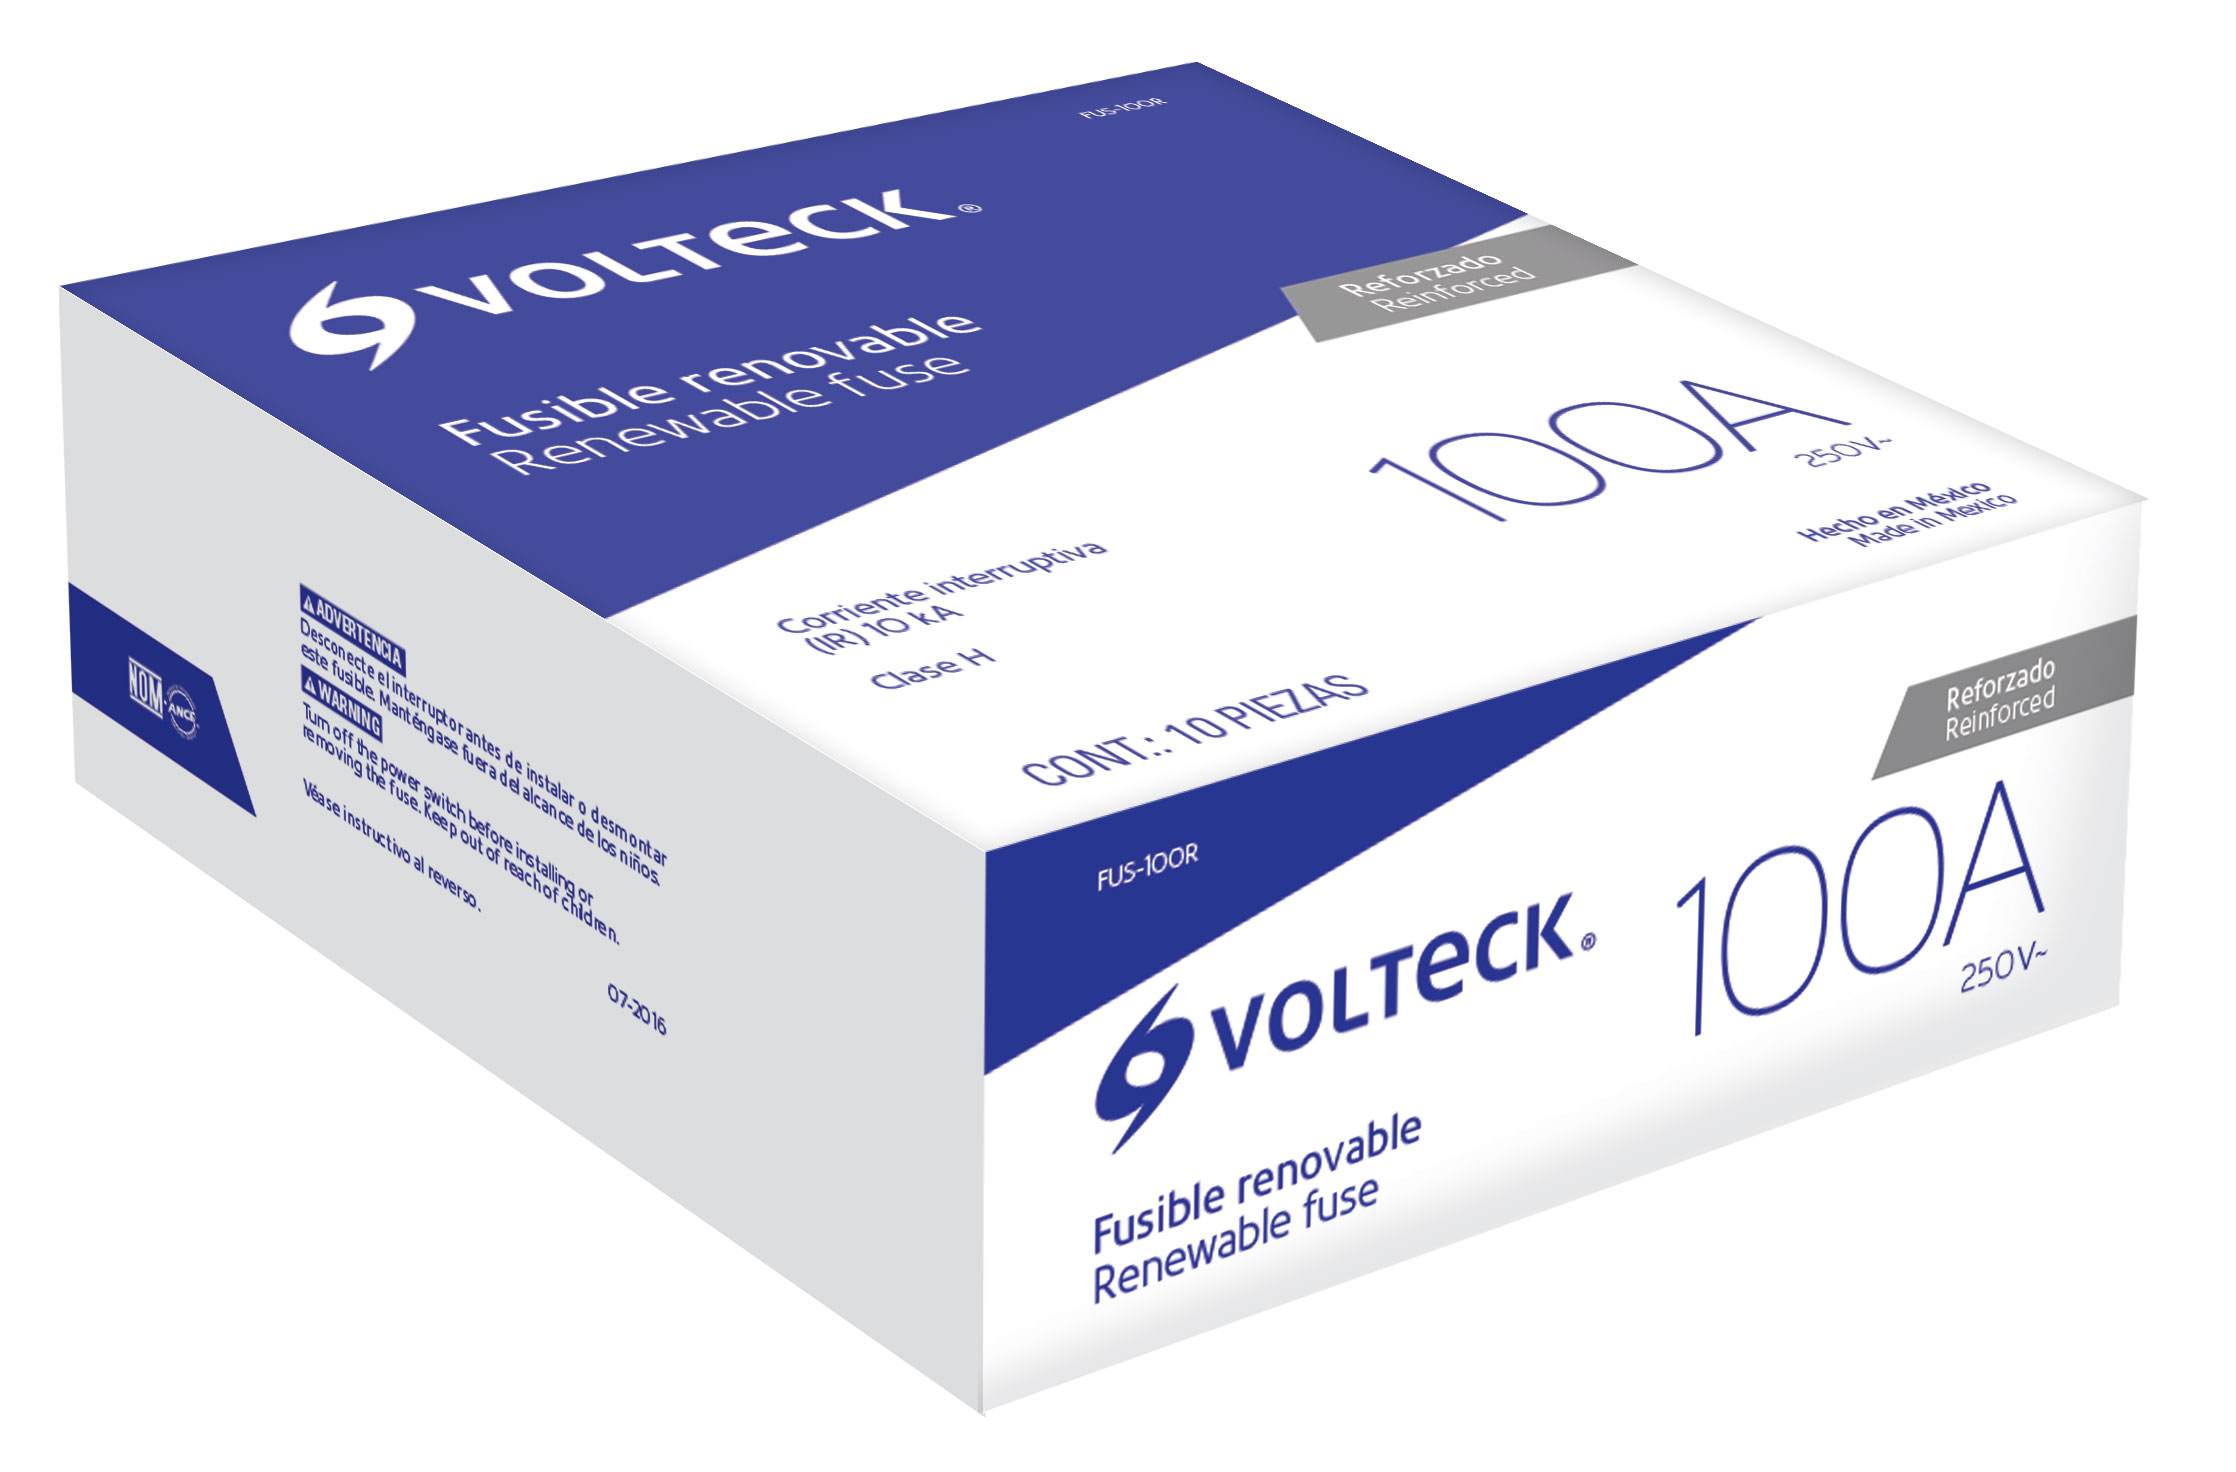 FUS-100R
VOLTECK®
Fusible renovable
Renewable fuse
Reforzado
Reinforced
100A
250V~
Hecho en México
Made in Mexico
Corriente interruptiva
(IR) 10 kA
Clase H
CONT.: 10 PIEZAS
NOM
ANCE
ADVERTENCIA
Desconecte el interruptor antes de instalar o desmontar
este fusible. Manténgase fuera del alcance de los niños.
WARNING
Turn off the power switch before installing or
removing the fuse. Keep out of reach of children.
Véase instructivo al reverso.
07-2016
FUS-100R
VOLTECK®
Fusible renovable
Renewable fuse
Reforzado
Reinforced
100A
250V~